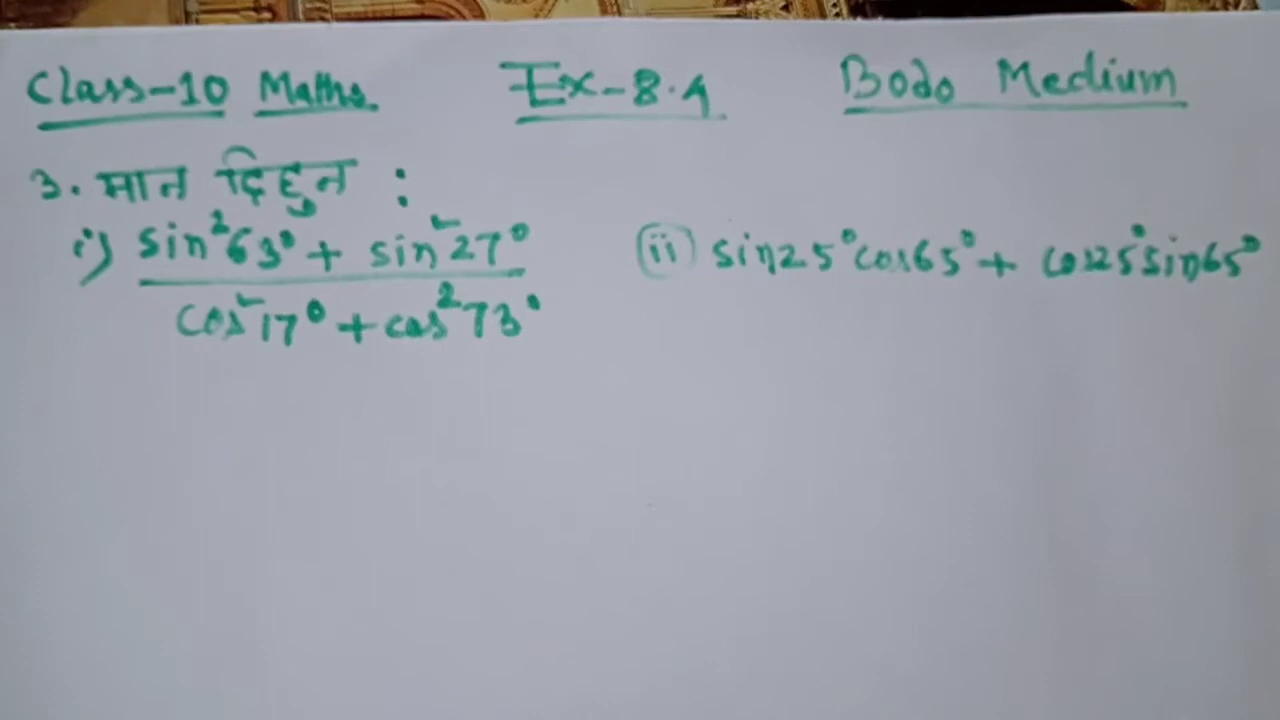 Class-10 Maths. Ex-8.4 Bodo Medium
3. मान दिहुन :
i) sin²63° + sin²27° (ii) sin25°cos65° + cos25°sin65°
cos²17° + cos²73°